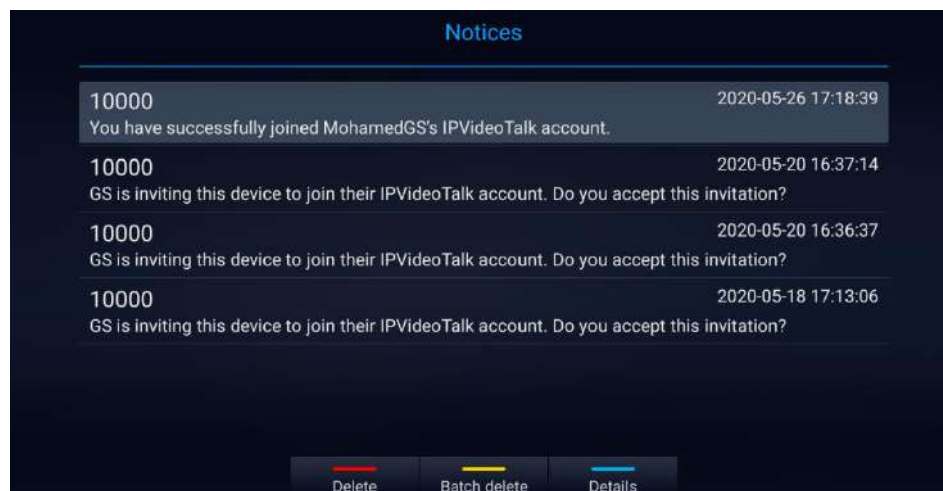 Notices
10000 2020-05-26 17:18:39
You have successfully joined MohamedGS's IPVideoTalk account.
10000 2020-05-20 16:37:14
GS is inviting this device to join their IPVideoTalk account. Do you accept this invitation?
10000 2020-05-20 16:36:37
GS is inviting this device to join their IPVideoTalk account. Do you accept this invitation?
10000 2020-05-18 17:13:06
GS is inviting this device to join their IPVideoTalk account. Do you accept this invitation?
Delete Batch delete Details